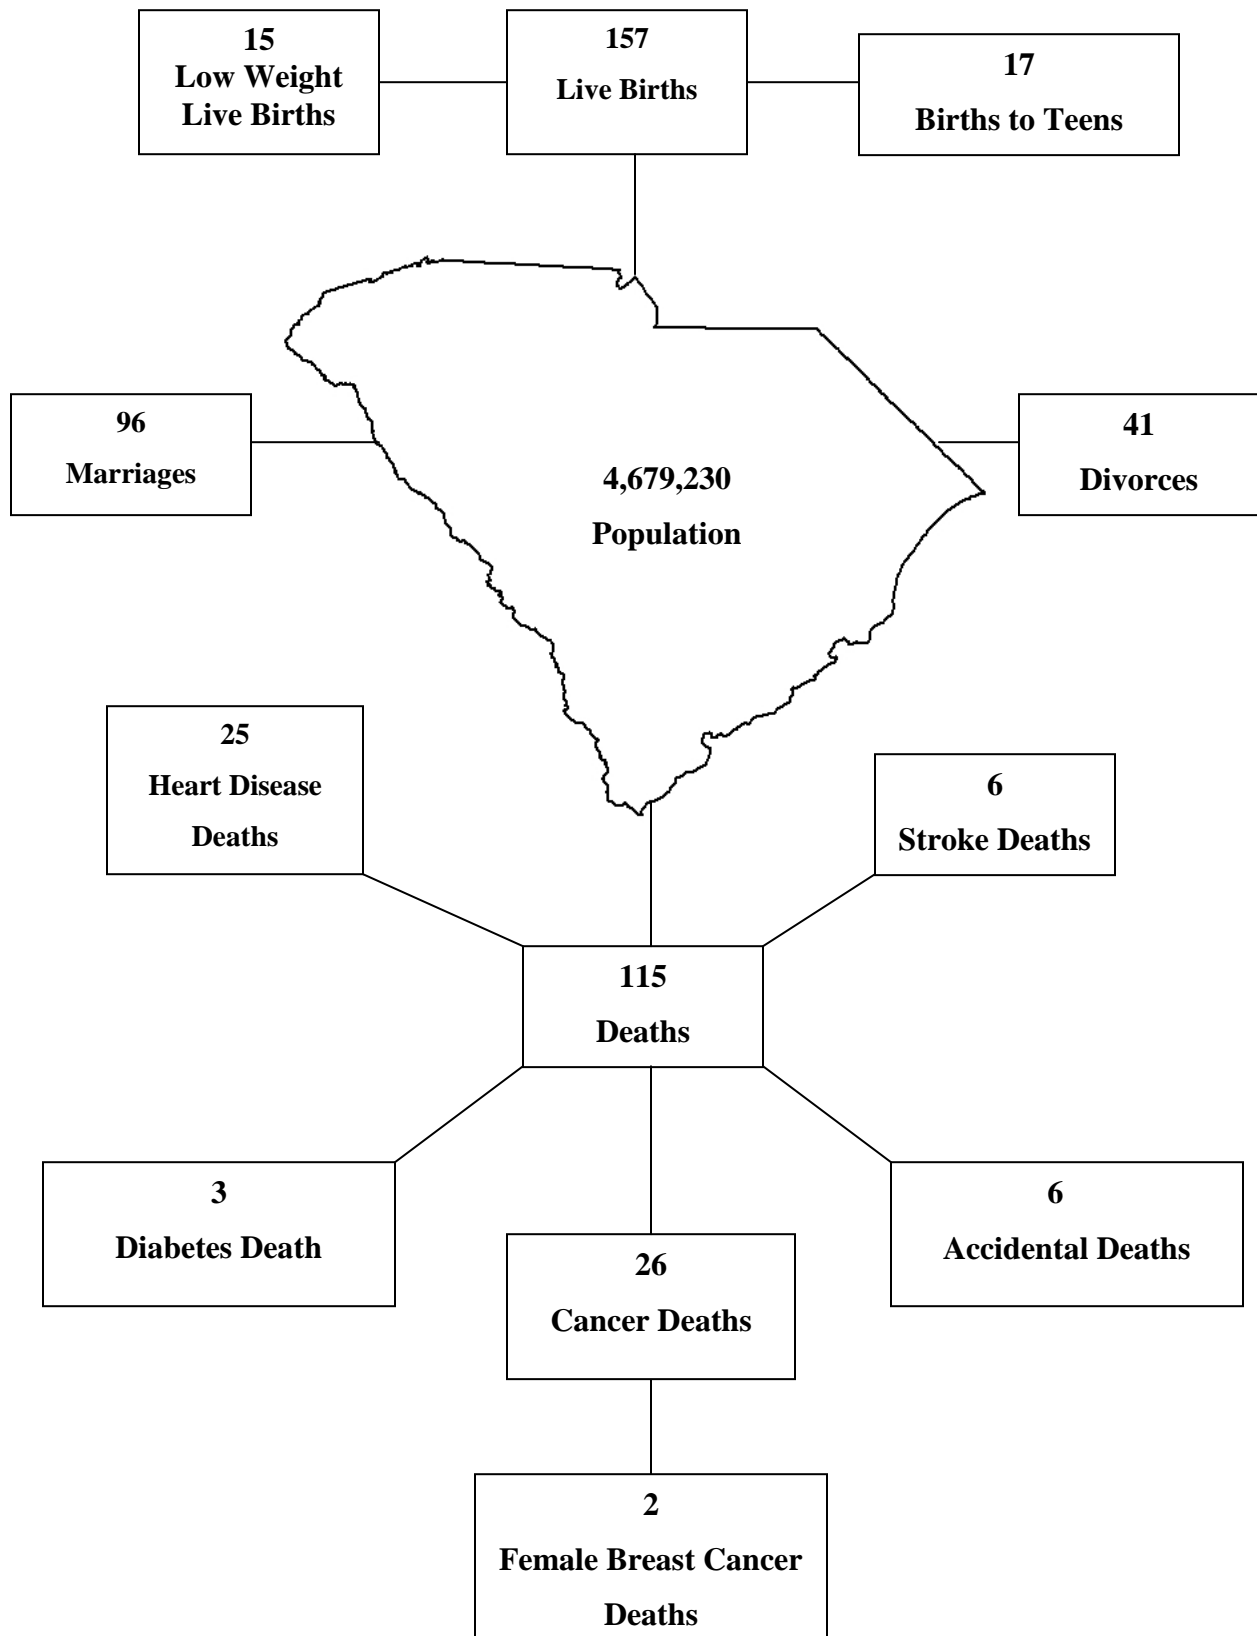 15
Low Weight
Live Births
157
Live Births
17
Births to Teens
96
Marriages
4,679,230
Population
41
Divorces
25
Heart Disease
Deaths
6
Stroke Deaths
115
Deaths
3
Diabetes Death
26
Cancer Deaths
6
Accidental Deaths
2
Female Breast Cancer
Deaths